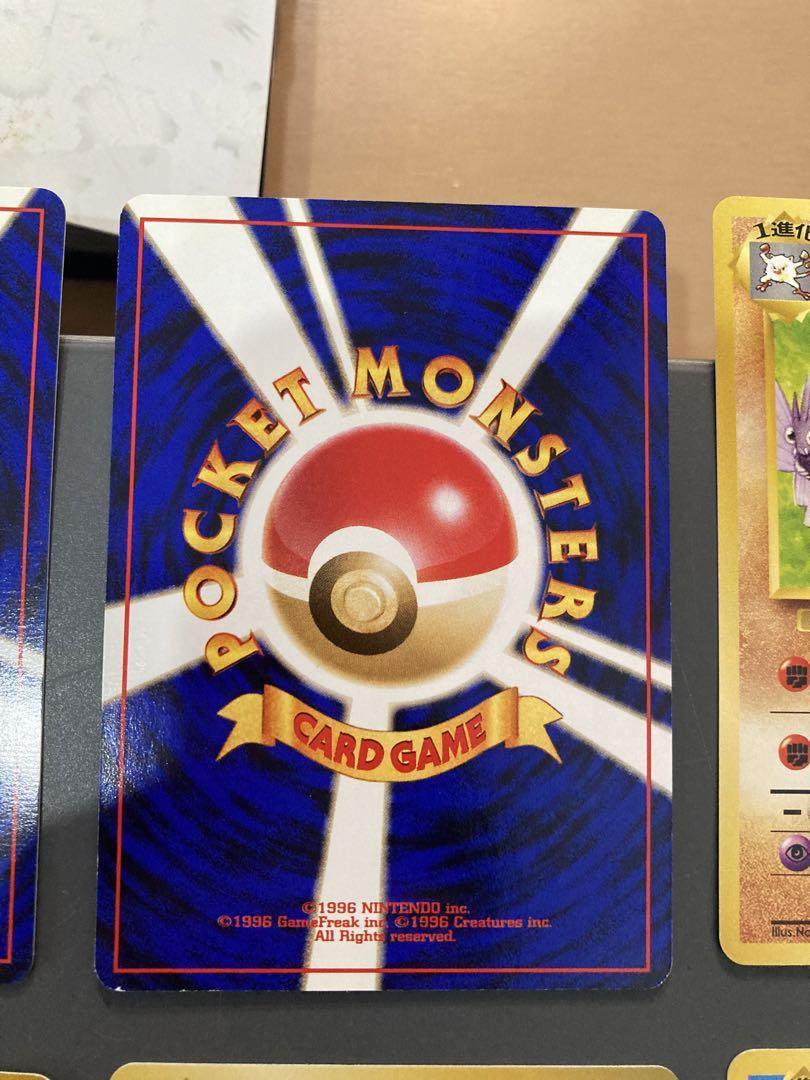 POCKET MONSTERS
CARD GAME
©1996 NINTENDO inc.
©1996 GameFreak inc. ©1996 Creatures inc.
All Rights reserved.
1進化
Illus.